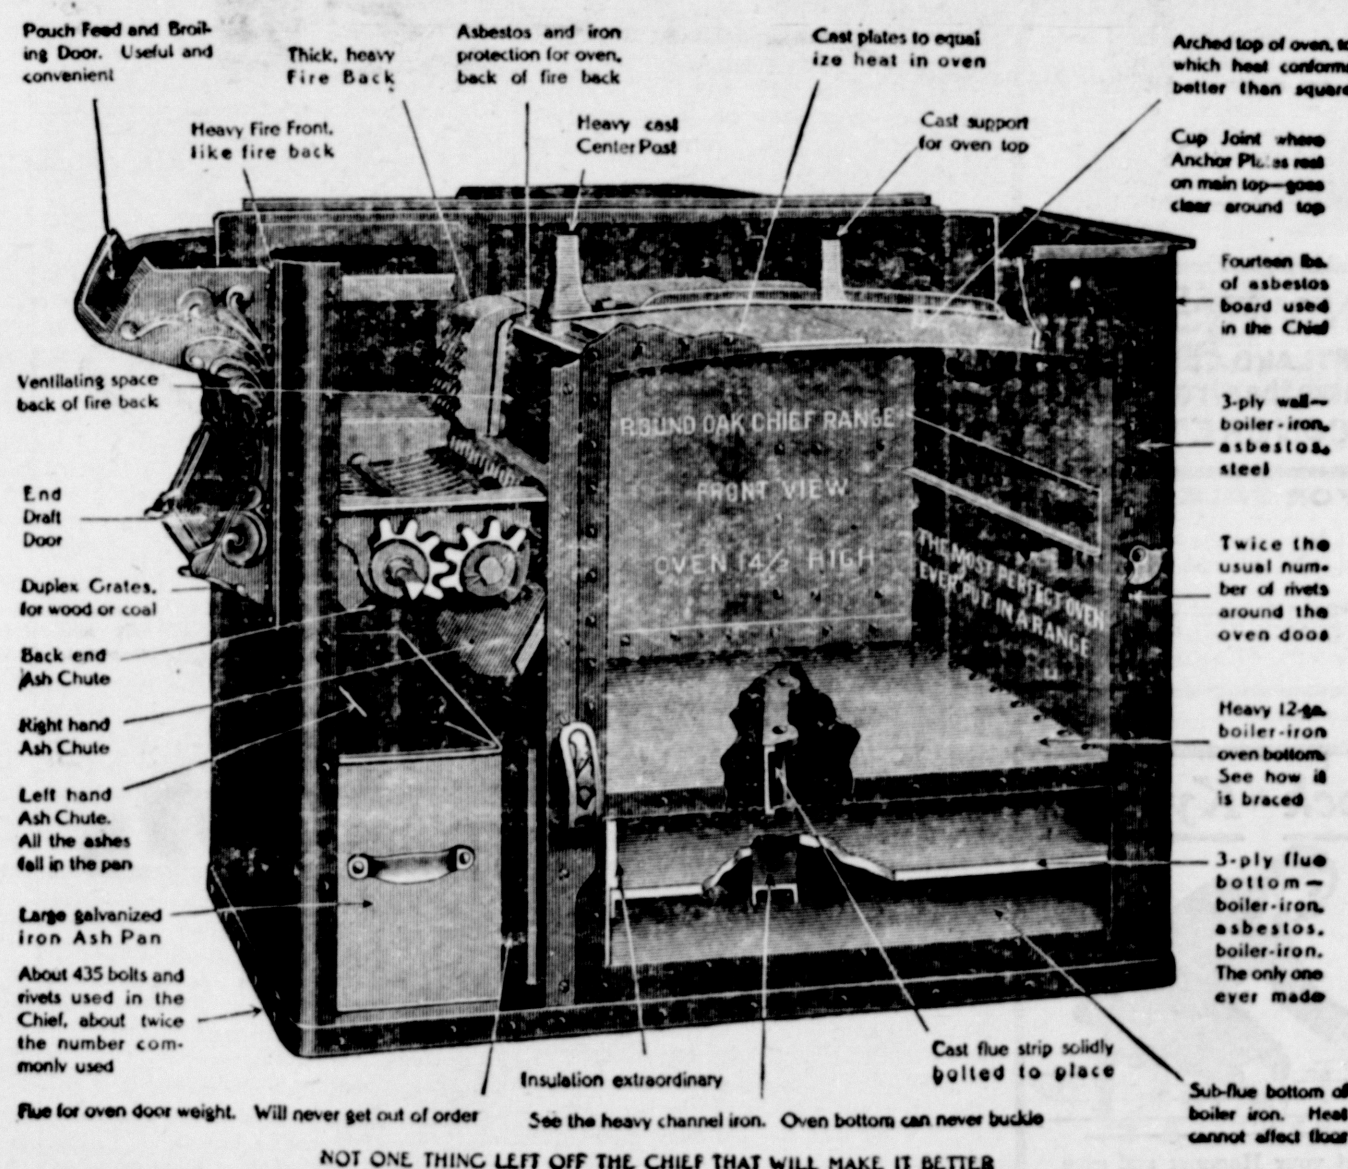 Pouch Feed and Broil-
ing Door. Useful and
convenient
Thick, heavy
Fire Back
Asbestos and iron
protection for oven,
back of fire back
Cast plates to equal
ize heat in oven
Arched top of oven, to
which heat conforms
better than square
Heavy Fire Front,
like fire back
Heavy cast
Center Post
Cast support
for oven top
Cup Joint where
Anchor Plates rest
on main top—goes
clear around top
Fourteen lbs.
of asbestos
board used
in the Chief
Ventilating space
back of fire back
3-ply wall—
boiler-iron,
asbestos,
steel
End
Draft
Door
Duplex Grates,
for wood or coal
Back end
Ash Chute
Right hand
Ash Chute
Left hand
Ash Chute.
All the ashes
fall in the pan
Large galvanized
iron Ash Pan
About 435 bolts and
rivets used in the
Chief, about twice
the number com-
monly used
ROUND OAK CHIEF RANGE
FRONT VIEW
OVEN 14½ HIGH
THE MOST PERFECT OVEN
EVER PUT IN A RANGE
Twice the
usual num-
ber of rivets
around the
oven door
Heavy 12-ga.
boiler-iron
oven bottom.
See how it
is braced
3-ply flue
bottom—
boiler-iron,
asbestos,
boiler-iron.
The only one
ever made
Cast flue strip solidly
bolted to place
Insulation extraordinary
Sub-flue bottom of
boiler iron. Heat
cannot affect floor
Flue for oven door weight. Will never get out of order
See the heavy channel iron. Oven bottom can never buckle
NOT ONE THING LEFT OFF THE CHIEF THAT WILL MAKE IT BETTER